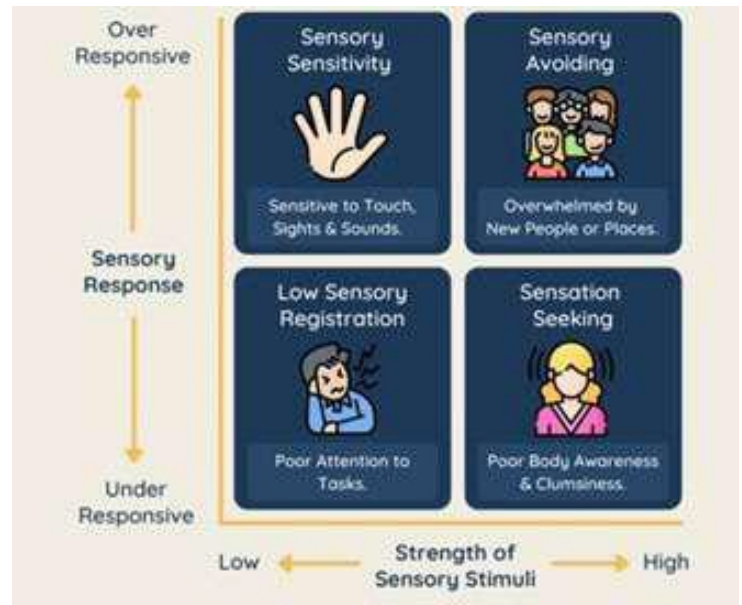 Over
Responsive
Sensory
Sensitivity
Sensitive to Touch,
Sights & Sounds.
Sensory
Avoiding
Overwhelmed by
New People or Places.
Sensory
Response
Low Sensory
Registration
Poor Attention to
Tasks.
Sensation
Seeking
Poor Body Awareness
& Clumsiness.
Under
Responsive
Low
Strength of
Sensory Stimuli
High